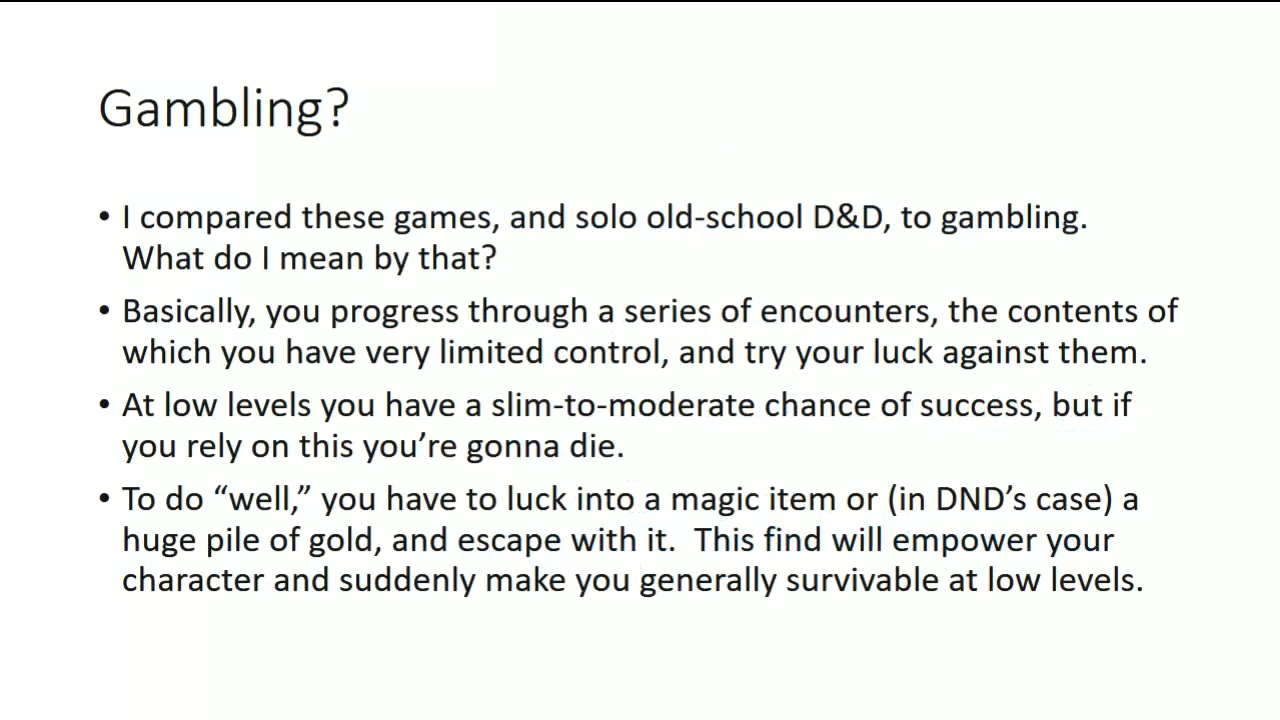 Gambling?
• I compared these games, and solo old-school D&D, to gambling.
What do I mean by that?
• Basically, you progress through a series of encounters, the contents of
which you have very limited control, and try your luck against them.
• At low levels you have a slim-to-moderate chance of success, but if
you rely on this you’re gonna die.
• To do “well,” you have to luck into a magic item or (in DND’s case) a
huge pile of gold, and escape with it.  This find will empower your
character and suddenly make you generally survivable at low levels.